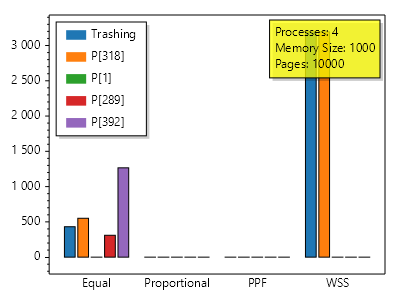 Trashing
P[318]
P[1]
P[289]
P[392]
Processes: 4
Memory Size: 1000
Pages: 10000
3 000
2 500
2 000
1 500
1 000
500
0
Equal Proportional PPF WSS